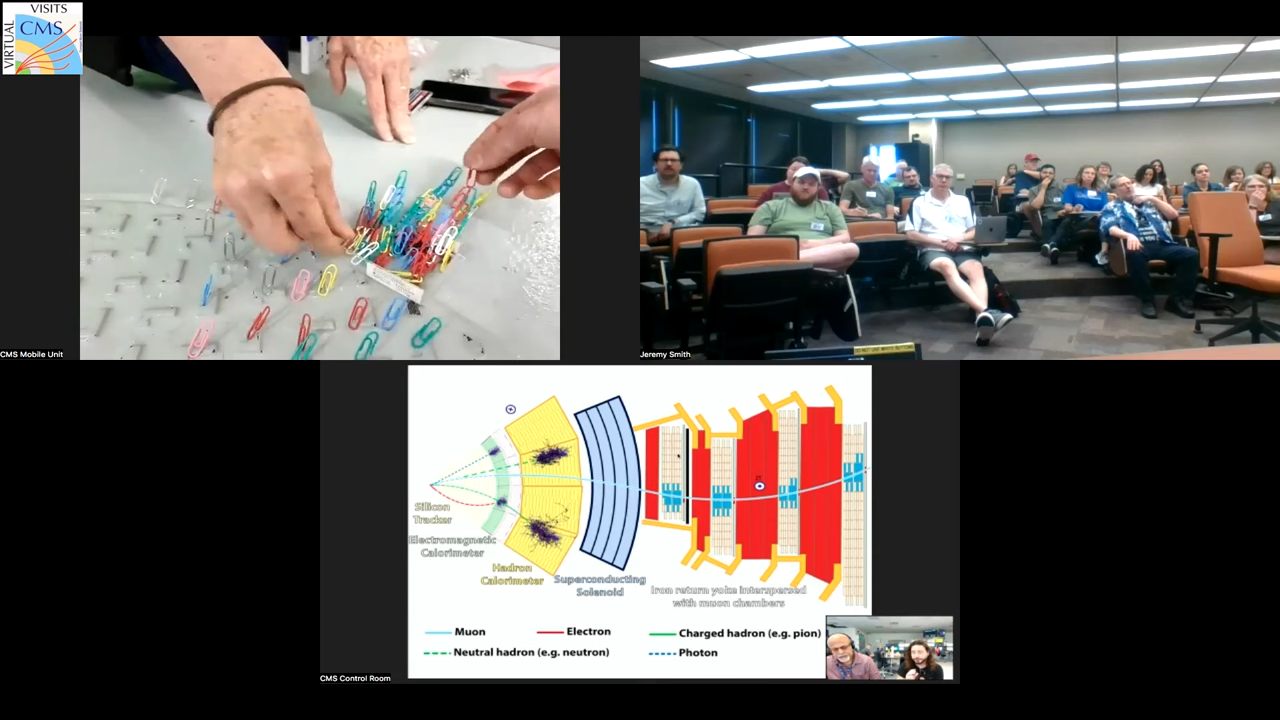 VISITS
VIRTUAL
CMS
CMS Mobile Unit
Jeremy Smith
Silicon
Tracker
Electromagnetic
Calorimeter
Hadron
Calorimeter
Superconducting
Solenoid
Iron return yoke interspersed
with muon chambers
Muon
Electron
Charged hadron (e.g. pion)
Neutral hadron (e.g. neutron)
Photon
CMS Control Room